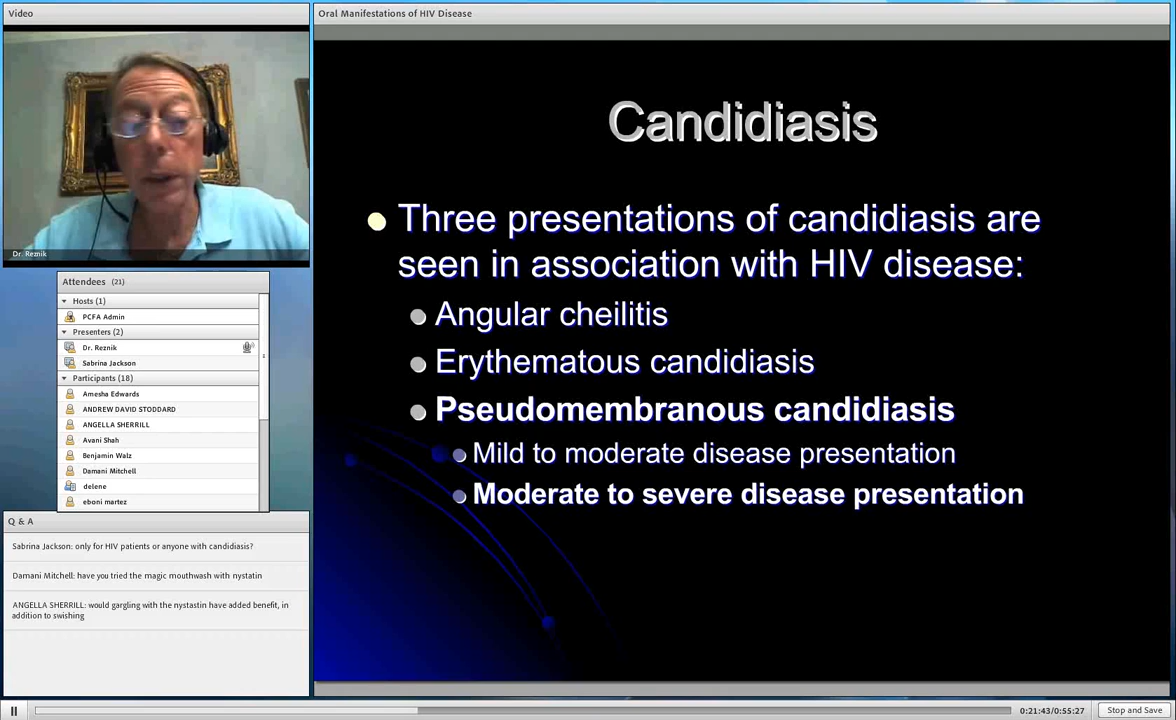 Video
Dr. Reznik
Attendees (21)
Hosts (1)
PCFA Admin
Presenters (2)
Dr. Reznik
Sabrina Jackson
Participants (18)
Amesha Edwards
ANDREW DAVID STODDARD
ANGELLA SHERRILL
Avani Shah
Benjamin Walz
Damani Mitchell
delene
eboni martez
Q & A
Sabrina Jackson: only for HIV patients or anyone with candidiasis?
Damani Mitchell: have you tried the magic mouthwash with nystatin
ANGELLA SHERRILL: would gargling with the nystastin have added benefit, in
addition to swishing
Oral Manifestations of HIV Disease
Candidiasis
Three presentations of candidiasis are
seen in association with HIV disease:
Angular cheilitis
Erythematous candidiasis
Pseudomembranous candidiasis
Mild to moderate disease presentation
Moderate to severe disease presentation
0:21:43/0:55:27
Stop and Save